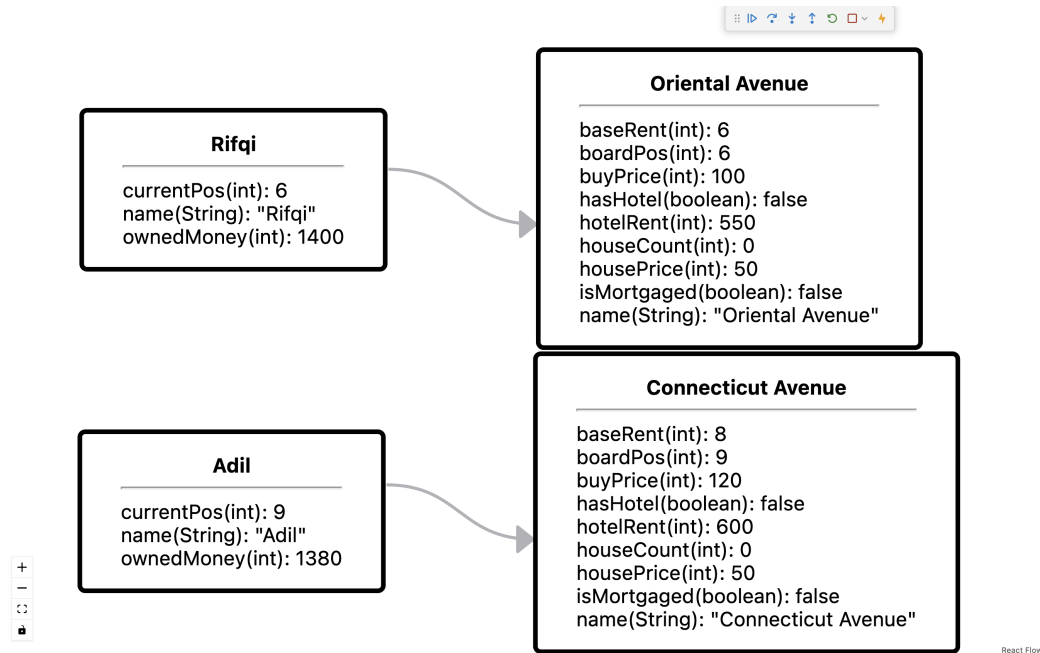 Rifqi
currentPos(int): 6
name(String): "Rifqi"
ownedMoney(int): 1400
Oriental Avenue
baseRent(int): 6
boardPos(int): 6
buyPrice(int): 100
hasHotel(boolean): false
hotelRent(int): 550
houseCount(int): 0
housePrice(int): 50
isMortgaged(boolean): false
name(String): "Oriental Avenue"
Adil
currentPos(int): 9
name(String): "Adil"
ownedMoney(int): 1380
Connecticut Avenue
baseRent(int): 8
boardPos(int): 9
buyPrice(int): 120
hasHotel(boolean): false
hotelRent(int): 600
houseCount(int): 0
housePrice(int): 50
isMortgaged(boolean): false
name(String): "Connecticut Avenue"
React Flow